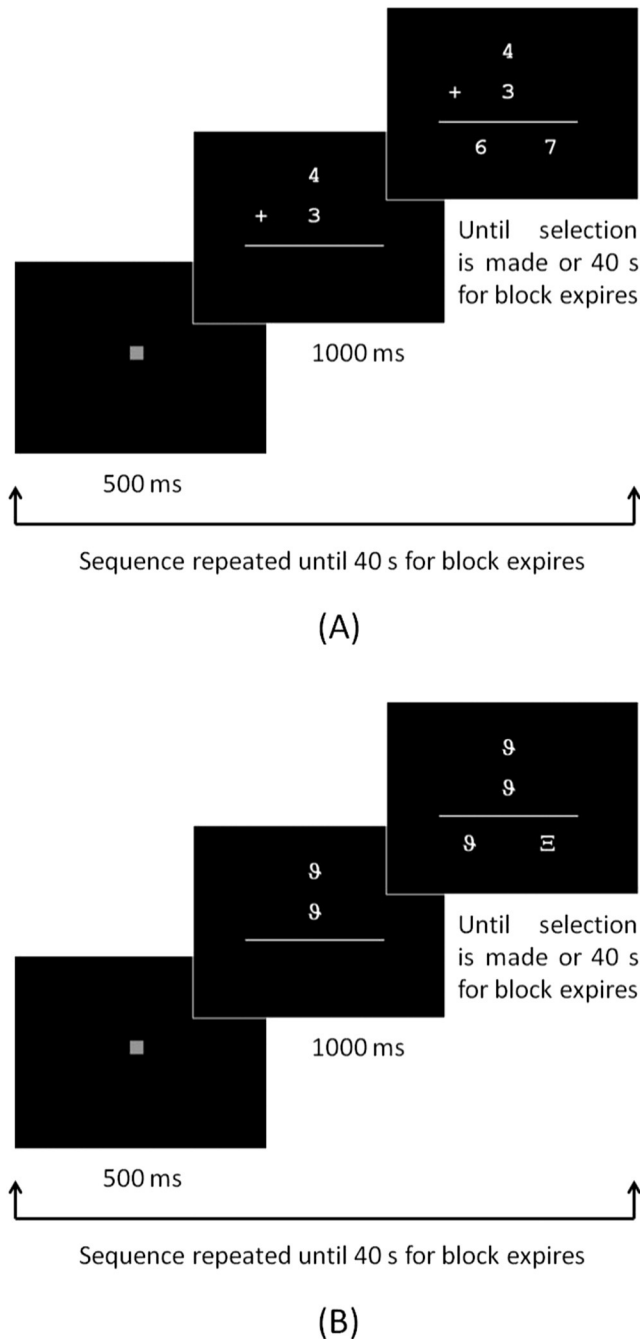 4
+ 3
6 7
4
+ 3
Until selection
is made or 40 s
for block expires
1000 ms
500 ms
Sequence repeated until 40 s for block expires
(A)
ϑ
ϑ
ϑ Ξ
ϑ
ϑ
Until selection
is made or 40 s
for block expires
1000 ms
500 ms
Sequence repeated until 40 s for block expires
(B)